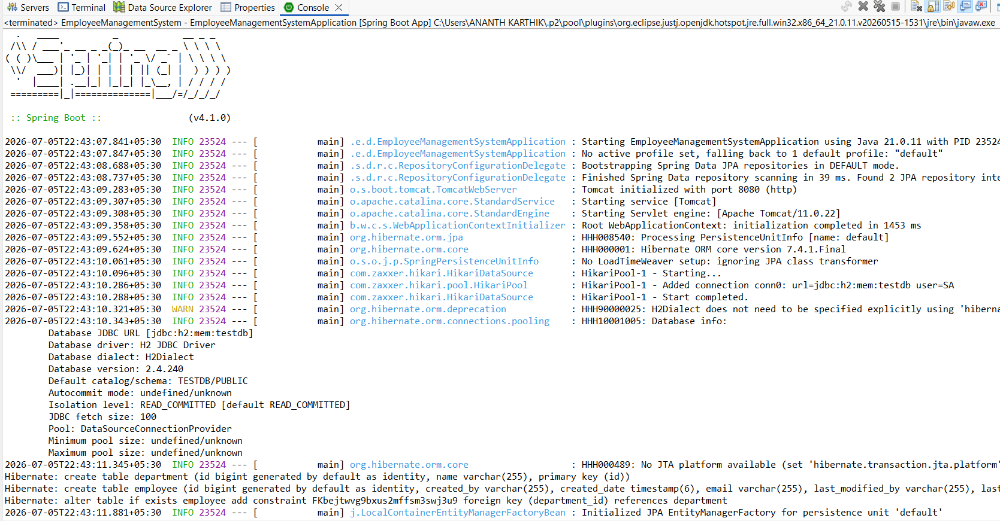 Servers Terminal Data Source Explorer Properties Console
<terminated> EmployeeManagementSystem - EmployeeManagementSystemApplication [Spring Boot App] C:\Users\ANANTH KARTHIK\.p2\pool\plugins\org.eclipse.justj.openjdk.hotspot.jre.full.win32.x86_64_21.0.11.v20260515-1531\jre\bin\javaw.exe
  .   ____          _            __ _ _
 /\\ / ___'_ __ _ _(_)_ __  __ _ \ \ \ \
( ( )\___ | '_ | '_| | '_ \/ _` | \ \ \ \
 \\/  ___)| |_)| | | | | || (_| |  ) ) ) )
  '  |____| .__|_| |_|_| |_\__, | / / / /
 =========|_|==============|___/=/_/_/_/
 :: Spring Boot ::                (v4.1.0)
2026-07-05T22:43:07.841+05:30  INFO 23524 --- [           main] .e.d.EmployeeManagementSystemApplication : Starting EmployeeManagementSystemApplication using Java 21.0.11 with PID 23524
2026-07-05T22:43:07.847+05:30  INFO 23524 --- [           main] .e.d.EmployeeManagementSystemApplication : No active profile set, falling back to 1 default profile: "default"
2026-07-05T22:43:08.688+05:30  INFO 23524 --- [           main] .s.d.r.c.RepositoryConfigurationDelegate : Bootstrapping Spring Data JPA repositories in DEFAULT mode.
2026-07-05T22:43:08.737+05:30  INFO 23524 --- [           main] .s.d.r.c.RepositoryConfigurationDelegate : Finished Spring Data repository scanning in 39 ms. Found 2 JPA repository inte
2026-07-05T22:43:09.283+05:30  INFO 23524 --- [           main] o.s.boot.tomcat.TomcatWebServer          : Tomcat initialized with port 8080 (http)
2026-07-05T22:43:09.307+05:30  INFO 23524 --- [           main] o.apache.catalina.core.StandardService   : Starting service [Tomcat]
2026-07-05T22:43:09.308+05:30  INFO 23524 --- [           main] o.apache.catalina.core.StandardEngine    : Starting Servlet engine: [Apache Tomcat/11.0.22]
2026-07-05T22:43:09.358+05:30  INFO 23524 --- [           main] b.w.c.s.WebApplicationContextInitializer : Root WebApplicationContext: initialization completed in 1453 ms
2026-07-05T22:43:09.552+05:30  INFO 23524 --- [           main] org.hibernate.orm.jpa                    : HHH008540: Processing PersistenceUnitInfo [name: default]
2026-07-05T22:43:09.624+05:30  INFO 23524 --- [           main] org.hibernate.orm.core                   : HHH000001: Hibernate ORM core version 7.4.1.Final
2026-07-05T22:43:10.061+05:30  INFO 23524 --- [           main] o.s.o.j.p.SpringPersistenceUnitInfo      : No LoadTimeWeaver setup: ignoring JPA class transformer
2026-07-05T22:43:10.096+05:30  INFO 23524 --- [           main] com.zaxxer.hikari.HikariDataSource       : HikariPool-1 - Starting...
2026-07-05T22:43:10.286+05:30  INFO 23524 --- [           main] com.zaxxer.hikari.pool.HikariPool        : HikariPool-1 - Added connection conn0: url=jdbc:h2:mem:testdb user=SA
2026-07-05T22:43:10.288+05:30  INFO 23524 --- [           main] com.zaxxer.hikari.HikariDataSource       : HikariPool-1 - Start completed.
2026-07-05T22:43:10.321+05:30  WARN 23524 --- [           main] org.hibernate.orm.deprecation            : HHH90000025: H2Dialect does not need to be specified explicitly using 'hiberna
2026-07-05T22:43:10.343+05:30  INFO 23524 --- [           main] org.hibernate.orm.connections.pooling    : HHH10001005: Database info:
	Database JDBC URL [jdbc:h2:mem:testdb]
	Database driver: H2 JDBC Driver
	Database dialect: H2Dialect
	Database version: 2.4.240
	Default catalog/schema: TESTDB/PUBLIC
	Autocommit mode: undefined/unknown
	Isolation level: READ_COMMITTED [default READ_COMMITTED]
	JDBC fetch size: 100
	Pool: DataSourceConnectionProvider
	Minimum pool size: undefined/unknown
	Maximum pool size: undefined/unknown
2026-07-05T22:43:11.345+05:30  INFO 23524 --- [           main] org.hibernate.orm.core                   : HHH000489: No JTA platform available (set 'hibernate.transaction.jta.platform'
Hibernate: create table department (id bigint generated by default as identity, name varchar(255), primary key (id))
Hibernate: create table employee (id bigint generated by default as identity, created_by varchar(255), created_date timestamp(6), email varchar(255), last_modified_by varchar(255), last
Hibernate: alter table if exists employee add constraint FKbejtwvg9bxus2mffsm3swj3u9 foreign key (department_id) references department
2026-07-05T22:43:11.881+05:30  INFO 23524 --- [           main] j.LocalContainerEntityManagerFactoryBean : Initialized JPA EntityManagerFactory for persistence unit 'default'